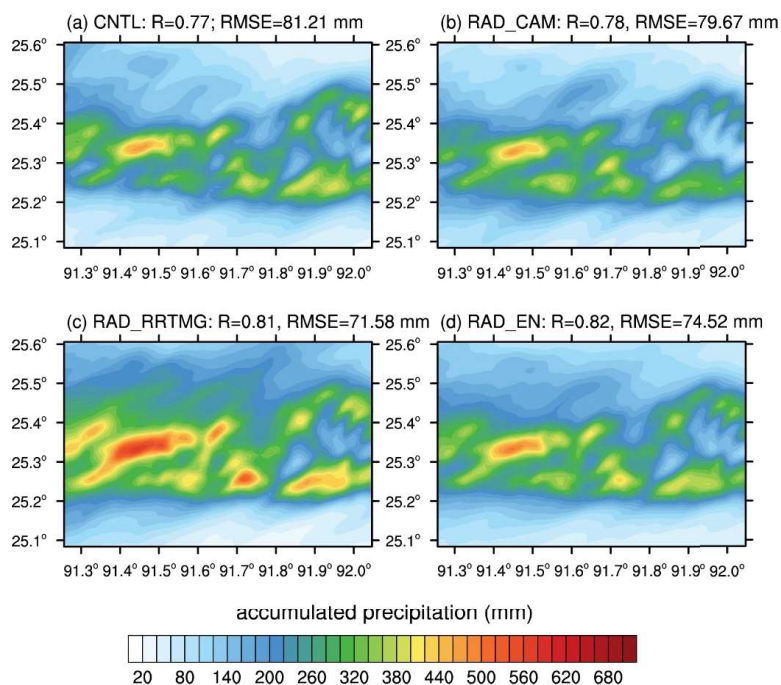 (a) CNTL: R=0.77; RMSE=81.21 mm
(b) RAD_CAM: R=0.78, RMSE=79.67 mm
25.6°
25.5°
25.4°
25.3°
25.2°
25.1°
91.3° 91.4° 91.5° 91.6° 91.7° 91.8° 91.9° 92.0°
25.6°
25.5°
25.4°
25.3°
25.2°
25.1°
91.3° 91.4° 91.5° 91.6° 91.7° 91.8° 91.9° 92.0°
(c) RAD_RRTMG: R=0.81, RMSE=71.58 mm
(d) RAD_EN: R=0.82, RMSE=74.52 mm
25.6°
25.5°
25.4°
25.3°
25.2°
25.1°
91.3° 91.4° 91.5° 91.6° 91.7° 91.8° 91.9° 92.0°
25.6°
25.5°
25.4°
25.3°
25.2°
25.1°
91.3° 91.4° 91.5° 91.6° 91.7° 91.8° 91.9° 92.0°
accumulated precipitation (mm)
20 80 140 200 260 320 380 440 500 560 620 680